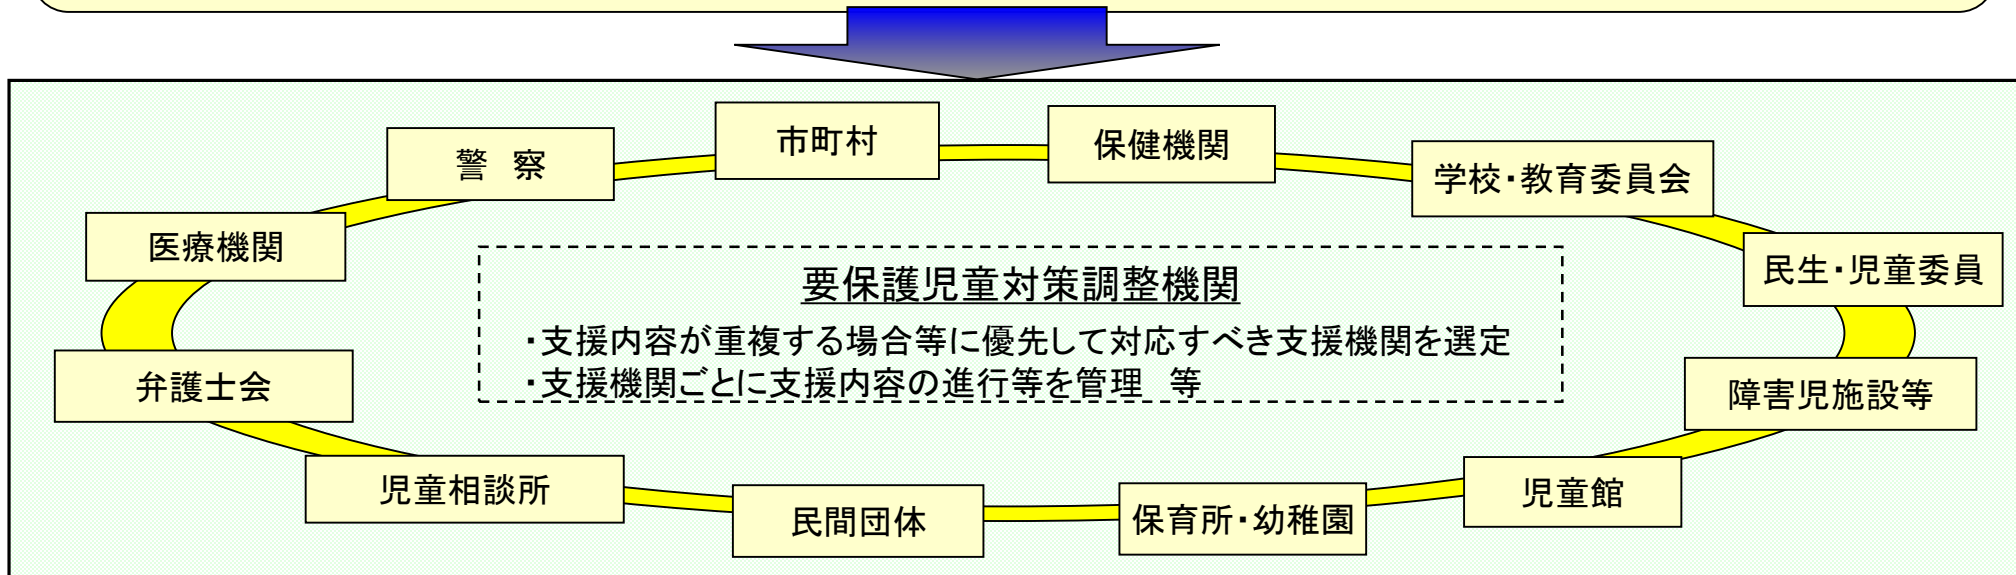 市町村
保健機関
警　察
学校・教育委員会
医療機関
民生・児童委員
要保護児童対策調整機関
・支援内容が重複する場合等に優先して対応すべき支援機関を選定
・支援機関ごとに支援内容の進行等を管理　等
弁護士会
障害児施設等
児童相談所
児童館
民間団体
保育所・幼稚園